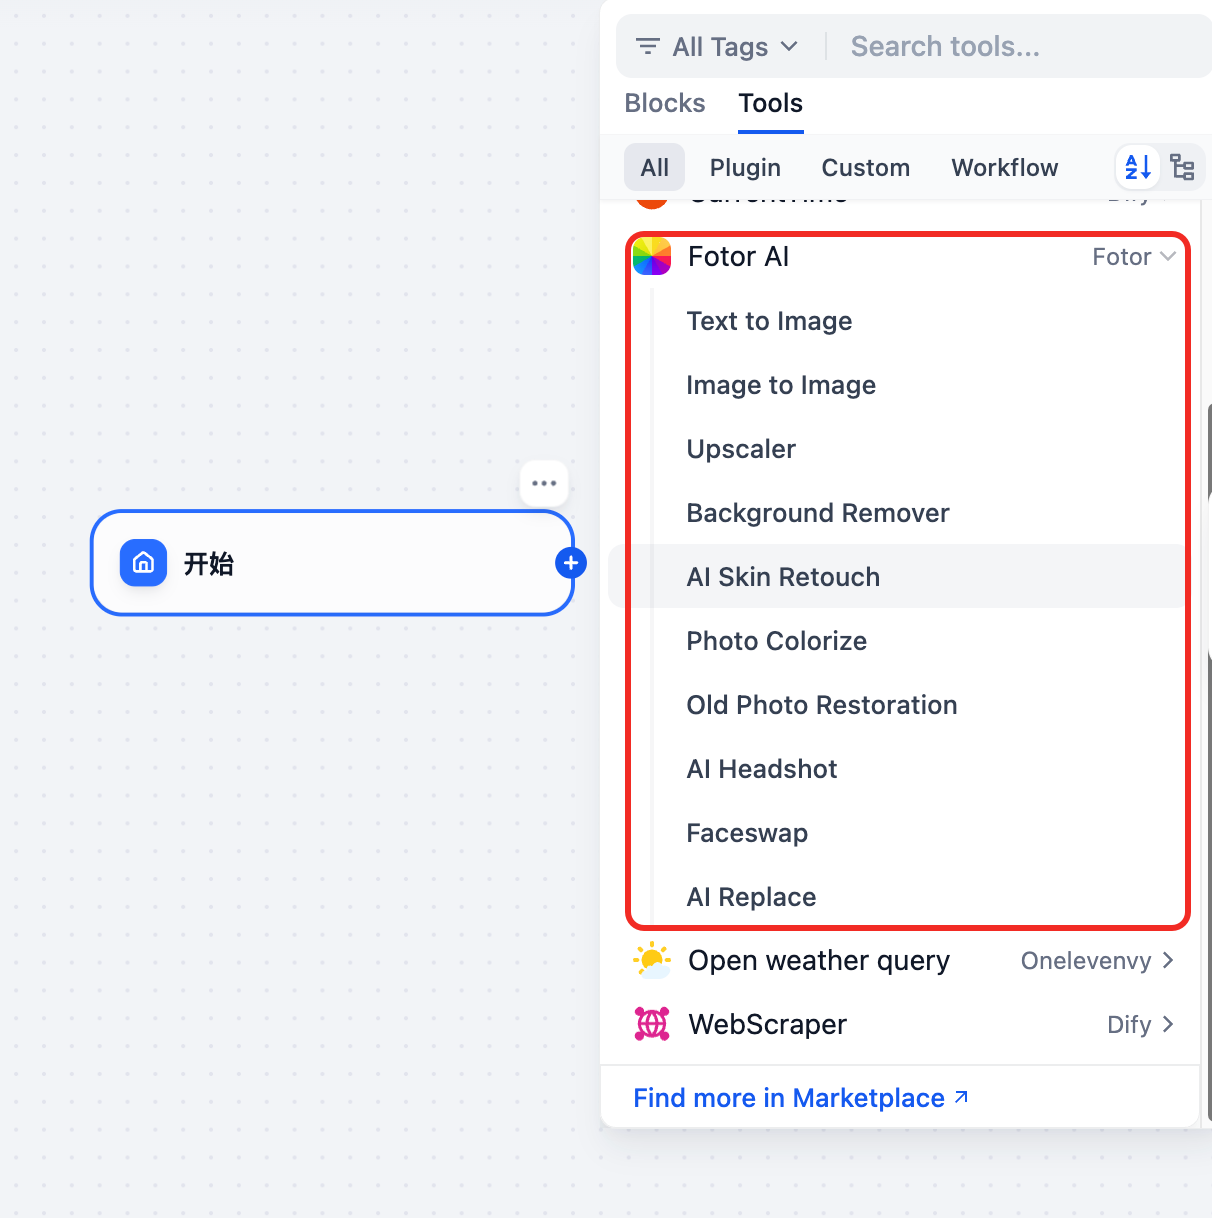 All Tags Search tools...
Blocks Tools
All Plugin Custom Workflow
Fotor AI Fotor
Text to Image
Image to Image
Upscaler
Background Remover
AI Skin Retouch
Photo Colorize
Old Photo Restoration
AI Headshot
Faceswap
AI Replace
Open weather query Onelevenvy
WebScraper Dify
Find more in Marketplace
开始